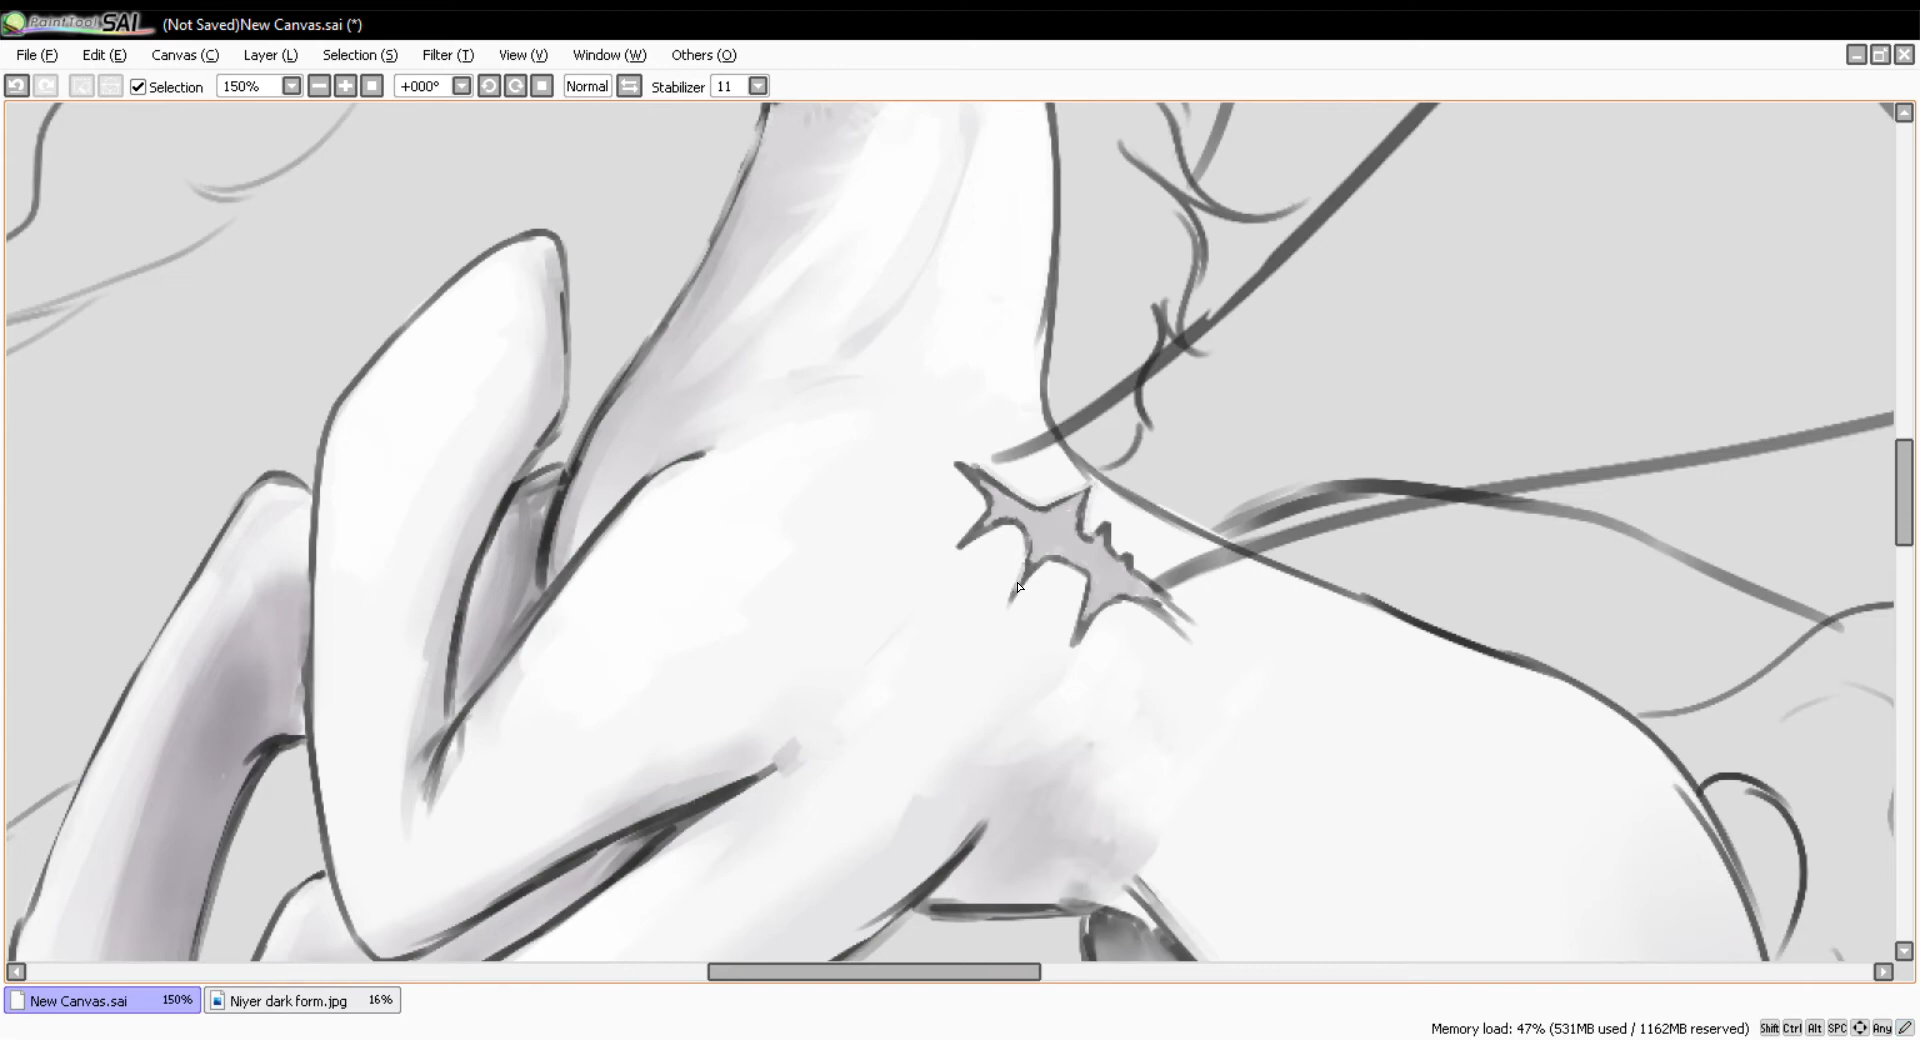 PaintTool SAI (Not Saved)New Canvas.sai (*)
File (F) Edit (E) Canvas (C) Layer (L) Selection (S) Filter (T) View (V) Window (W) Others (O)
Selection 150% +000° Normal Stabilizer 11
New Canvas.sai 150% Niyer dark form.jpg 16%
Memory load: 47% (531MB used / 1162MB reserved) Shift Ctrl Alt SPC Any